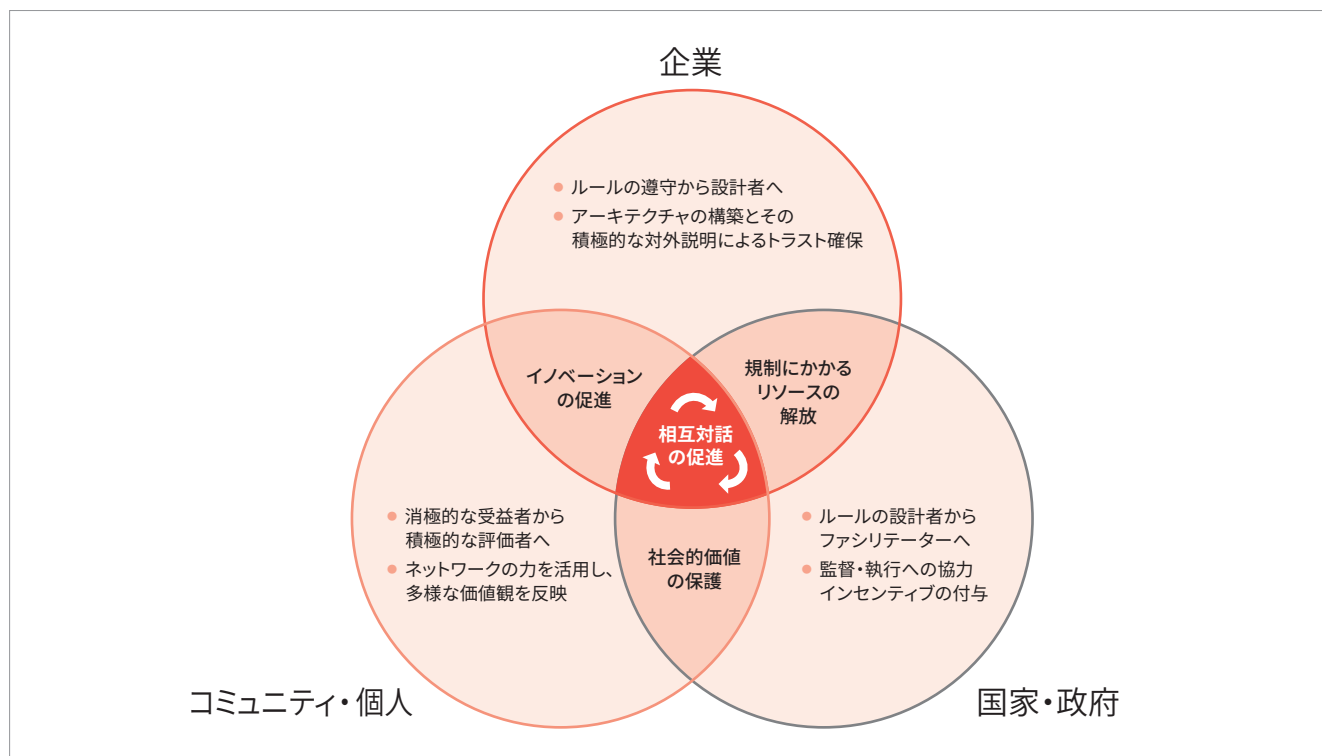 企業
● ルールの遵守から設計者へ
● アーキテクチャの構築とその
積極的な対外説明によるトラスト確保
イノベーション
の促進
規制にかかる
リソースの
解放
相互対話
の促進
● 消極的な受益者から
積極的な評価者へ
● ネットワークの力を活用し、
多様な価値観を反映
社会的価値
の保護
● ルールの設計者から
ファシリテーターへ
● 監督・執行への協力
インセンティブの付与
コミュニティ・個人
国家・政府